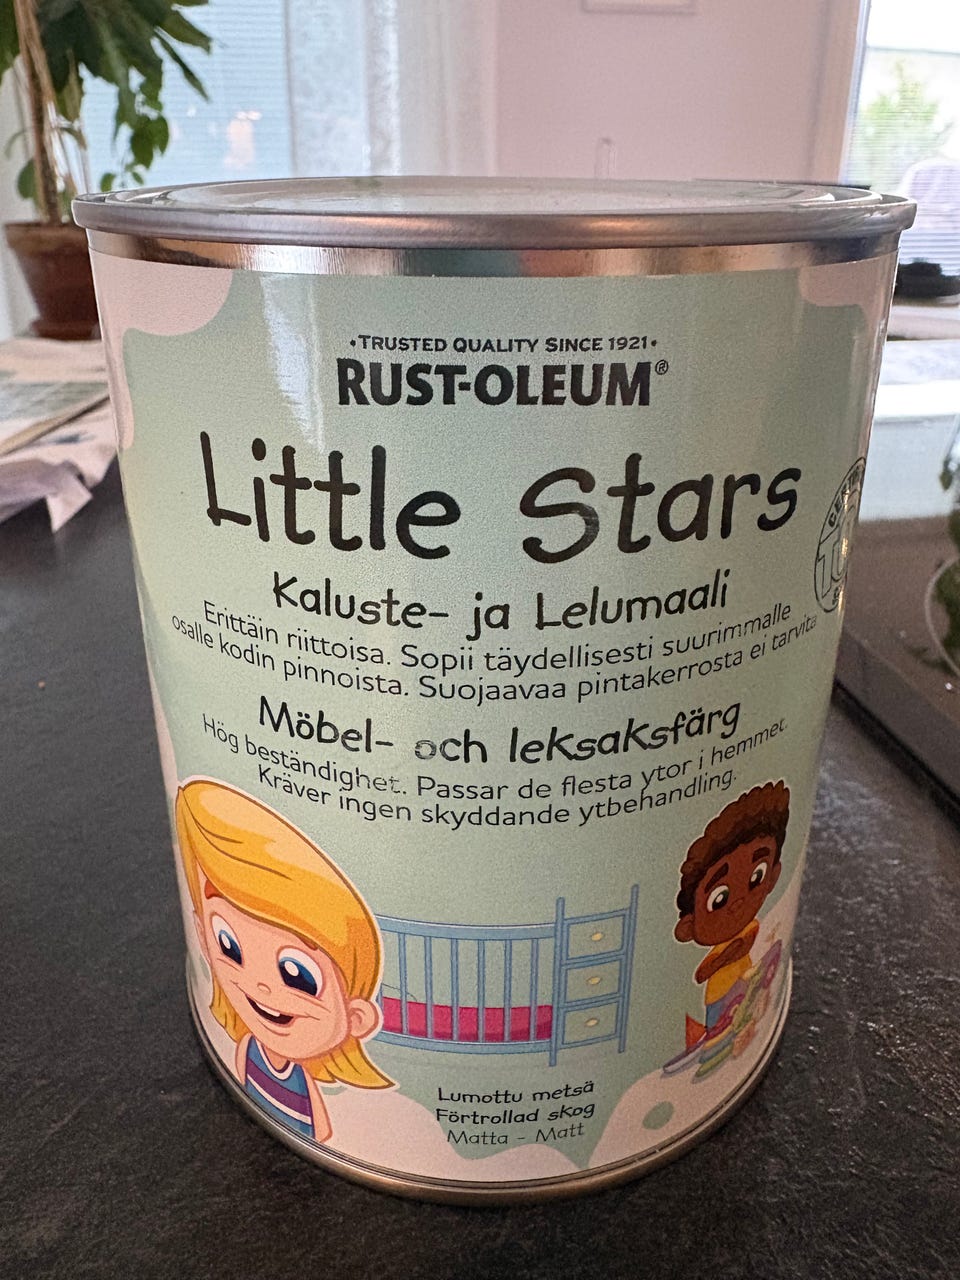 •TRUSTED QUALITY SINCE 1921•
RUST-OLEUM®
Little Stars
Kaluste- ja Lelumaali
Erittäin riittoisa. Sopii täydellisesti suurimmalle
osalle kodin pinnoista. Suojaavaa pintakerrosta ei tarvita
Möbel- och leksaksfärg
Hög beständighet. Passar de flesta ytor i hemmet.
Kräver ingen skyddande ytbehandling.
Lumottu metsä
Förtrollad skog
Matta - Matt